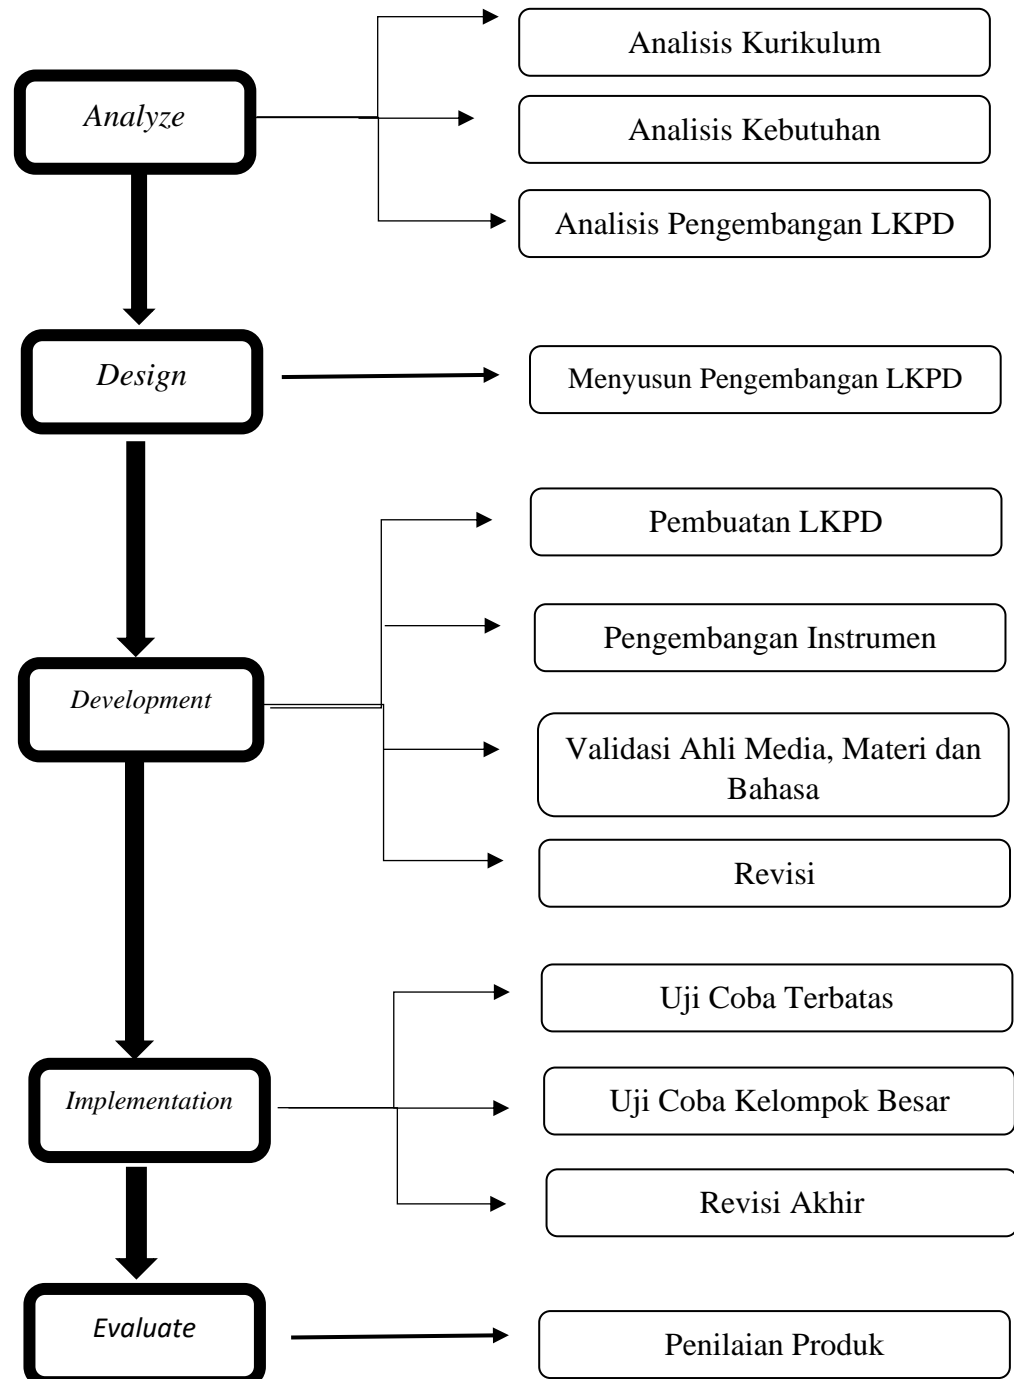 Analyze
Analisis Kurikulum
Analisis Kebutuhan
Analisis Pengembangan LKPD
Design
Menyusun Pengembangan LKPD
Development
Pembuatan LKPD
Pengembangan Instrumen
Validasi Ahli Media, Materi dan
Bahasa
Revisi
Implementation
Uji Coba Terbatas
Uji Coba Kelompok Besar
Revisi Akhir
Evaluate
Penilaian Produk